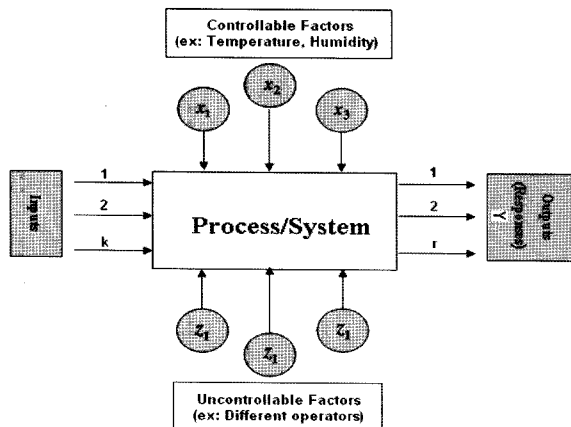 Controllable Factors
(ex: Temperature, Humidity)
x₁
x₂
x₃
Inputs
1
2
k
Process/System
1
2
r
Outputs
(Responses)
Y
z₁
z₁
z₁
Uncontrollable Factors
(ex: Different operators)